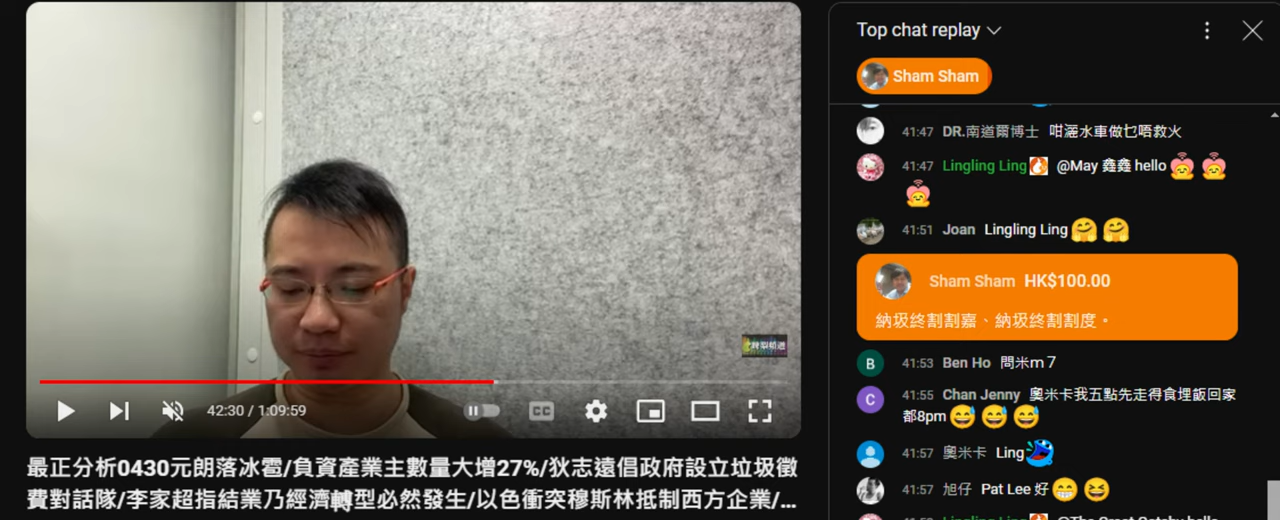 42:30 / 1:09:59
CC
最正分析0430元朗落冰雹/負資產業主數量大增27%/狄志遠倡政府設立垃圾徵
費對話隊/李家超指結業乃經濟轉型必然發生/以色衝突穆斯林抵制西方企業/...
Top chat replay
Sham Sham
41:47 DR.南道爾博士 咁灑水車做乜唔救火
41:47 Lingling Ling @May 鑫鑫 hello
41:51 Joan Lingling Ling
Sham Sham HK$100.00
納圾終割割嘉、納圾終割割度。
B 41:53 Ben Ho 問米m7
C 41:55 Chan Jenny 奧米卡我五點先走得食埋飯回家
都8pm
41:57 奧米卡 Ling
41:57 旭仔 Pat Lee 好